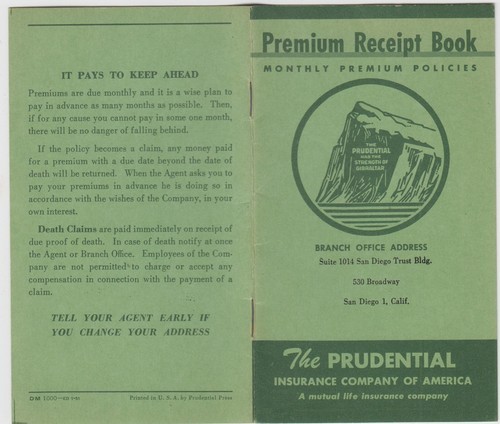 IT PAYS TO KEEP AHEAD
Premiums are due monthly and it is a wise plan to
pay in advance as many months as possible. Then,
if for any cause you cannot pay in some one month,
there will be no danger of falling behind.
If the policy becomes a claim, any money paid
for a premium with a due date beyond the date of
death will be returned. When the Agent asks you to
pay your premiums in advance he is doing so in
accordance with the wishes of the Company, in your
own interest.
Death Claims are paid immediately on receipt of
due proof of death. In case of death notify at once
the Agent or Branch Office. Employees of the Com-
pany are not permitted to charge or accept any
compensation in connection with the payment of a
claim.
TELL YOUR AGENT EARLY IF
YOU CHANGE YOUR ADDRESS
DM 1000—ED
Printed in U. S. A. by Prudential Press
Premium Receipt Book
MONTHLY PREMIUM POLICIES
THE
PRUDENTIAL
HAS THE
STRENGTH OF
GIBRALTAR
BRANCH OFFICE ADDRESS
Suite 1014 San Diego Trust Bldg.
530 Broadway
San Diego 1, Calif.
The PRUDENTIAL
INSURANCE COMPANY OF AMERICA
A mutual life insurance company